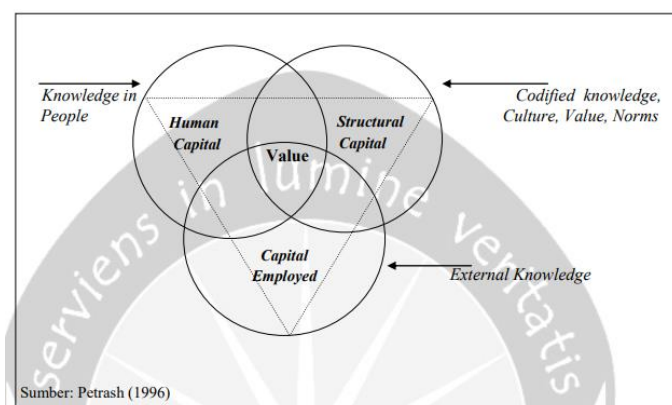 Knowledge in
People
Codified knowledge,
Culture, Value, Norms
Human
Capital
Structural
Capital
Value
Capital
Employed
External Knowledge
serviens in lumine veritatis
Sumber: Petrash (1996)